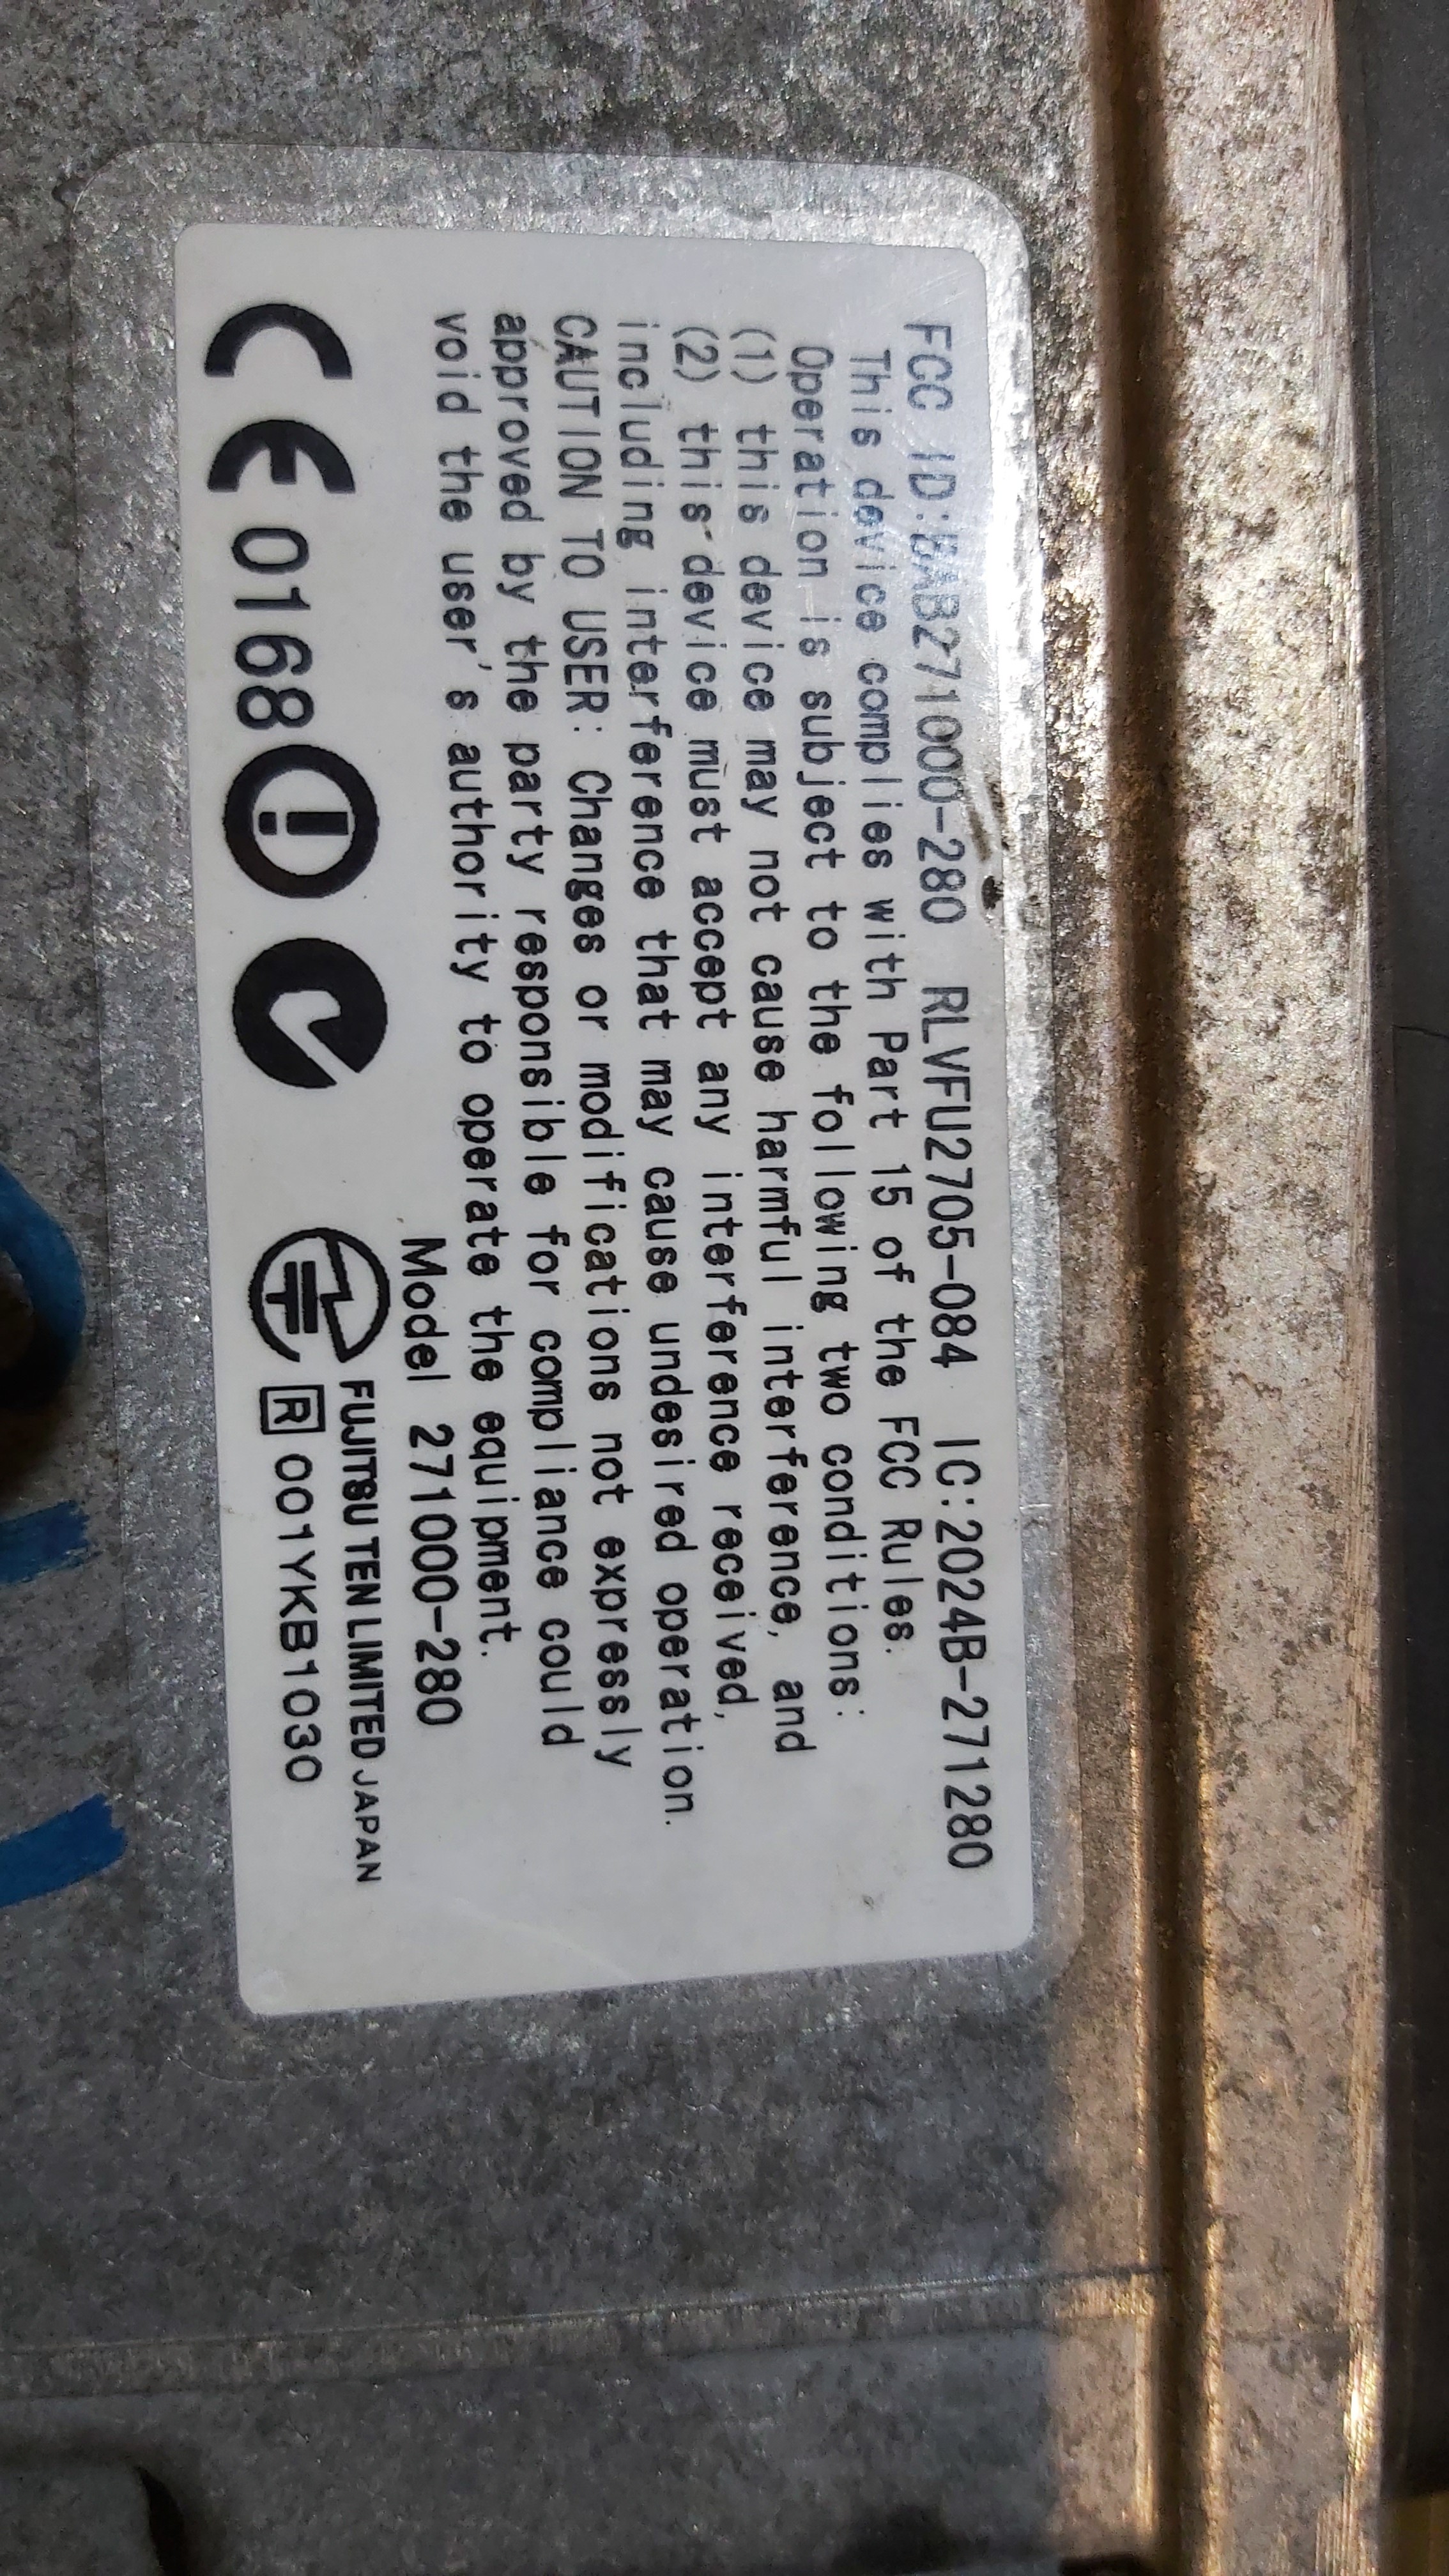 FCC ID:BAB271000-280 RLVFU2705-084 IC:2024B-271280
This device complies with Part 15 of the FCC Rules.
Operation is subject to the following two conditions:
(1) this device may not cause harmful interference, and
(2) this device must accept any interference received,
including interference that may cause undesired operation.
CAUTION TO USER: Changes or modifications not expressly
approved by the party responsible for compliance could
void the user's authority to operate the equipment.
Model 271000-280
CE 0168
FUJITSU TEN LIMITED JAPAN
R 001YKB1030